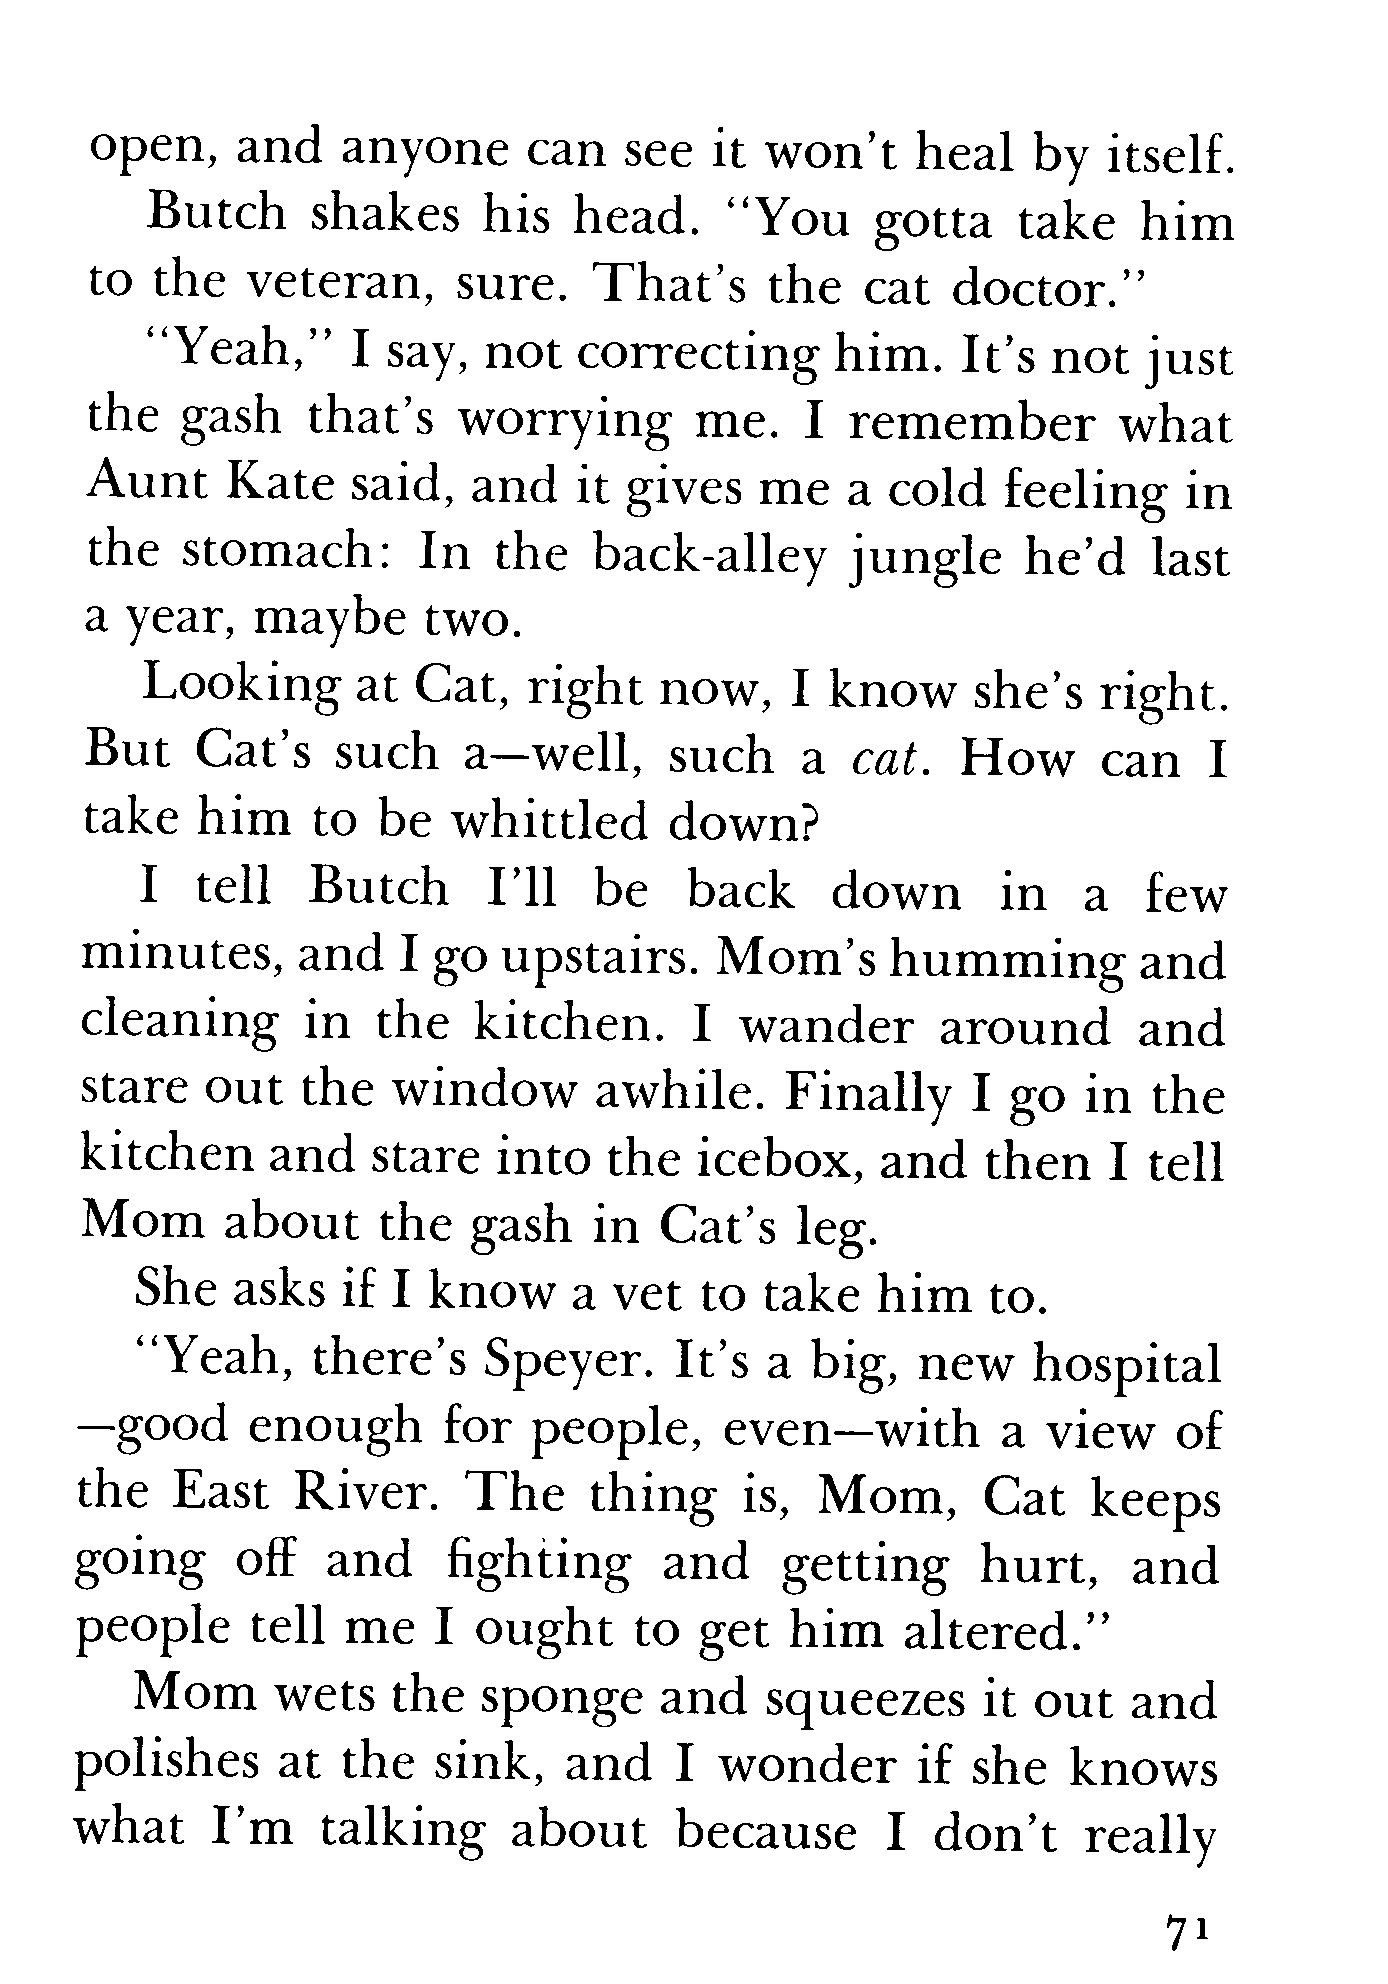 open, and anyone can see it won't heal by itself.
Butch shakes his head. "You gotta take him
to the veteran, sure. That's the cat doctor."
"Yeah," I say, not correcting him. It's not just
the gash that's worrying me. I remember what
Aunt Kate said, and it gives me a cold feeling in
the stomach: In the back-alley jungle he'd last
a year, maybe two.
Looking at Cat, right now, I know she's right.
But Cat's such a—well, such a cat. How can I
take him to be whittled down?
I tell Butch I'll be back down in a few
minutes, and I go upstairs. Mom's humming and
cleaning in the kitchen. I wander around and
stare out the window awhile. Finally I go in the
kitchen and stare into the icebox, and then I tell
Mom about the gash in Cat's leg.
She asks if I know a vet to take him to.
"Yeah, there's Speyer. It's a big, new hospital
—good enough for people, even—with a view of
the East River. The thing is, Mom, Cat keeps
going off and fighting and getting hurt, and
people tell me I ought to get him altered."
Mom wets the sponge and squeezes it out and
polishes at the sink, and I wonder if she knows
what I'm talking about because I don't really
71